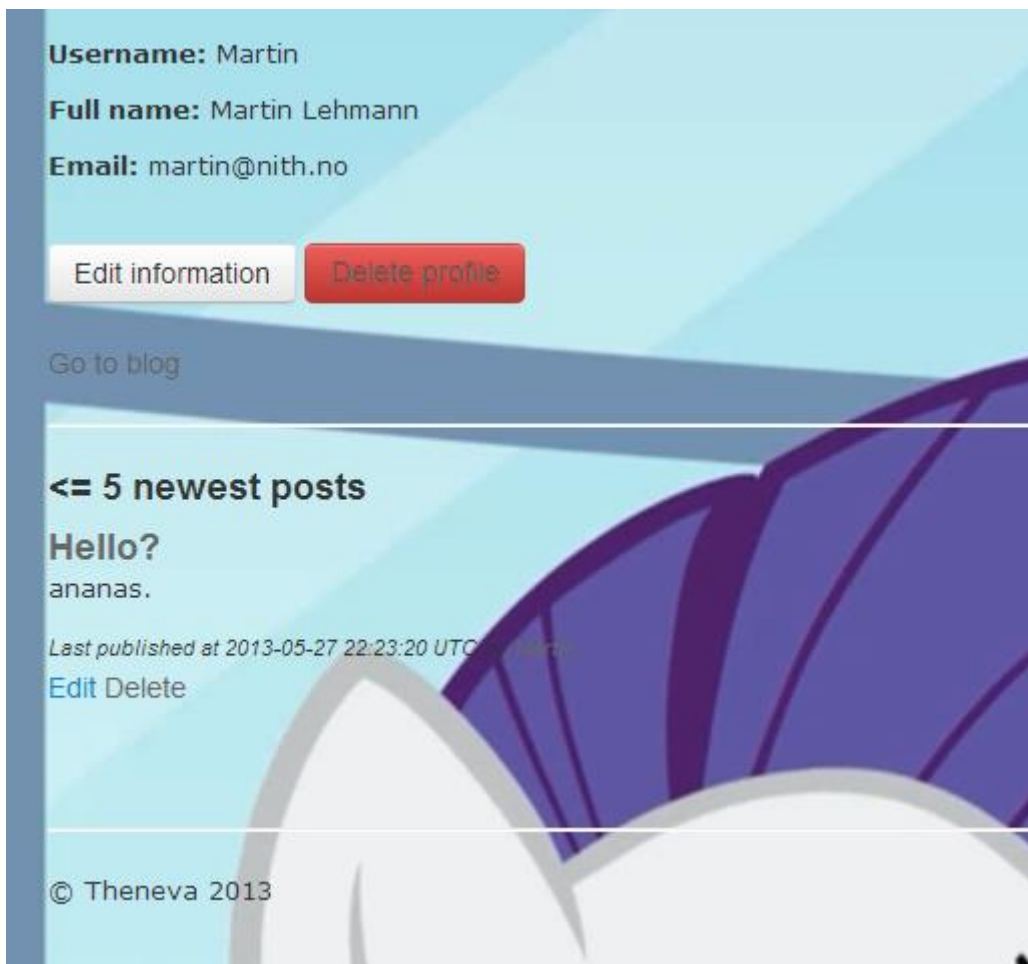 Username: Martin
Full name: Martin Lehmann
Email: martin@nith.no
Edit information Delete profile
Go to blog
<= 5 newest posts
Hello?
ananas.
Last published at 2013-05-27 22:23:20 UTC
Edit Delete
© Theneva 2013